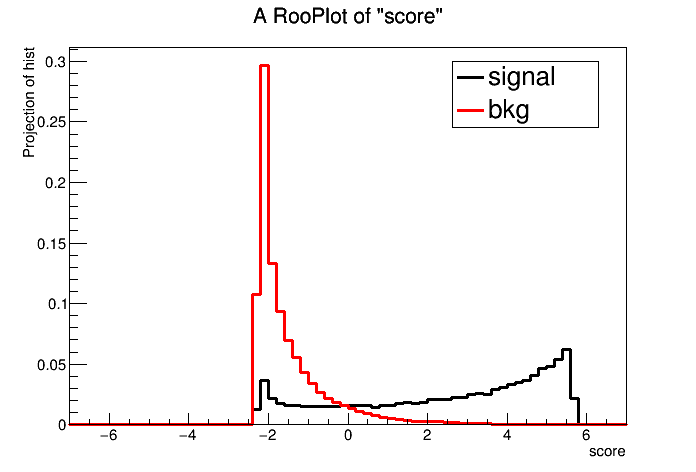 A RooPlot of "score"
Projection of hist
0.3
0.25
0.2
0.15
0.1
0.05
0
signal
bkg
−6 −4 −2 0 2 4 6
score